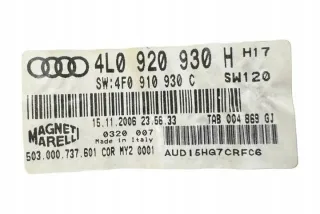 4L0 920 930 H H17
SW:4F0 910 930 C SW120
15.11.2006 23.56.33 TAB 004 869 GJ
MAGNETI
MARELLI
0320 007
Made in Italy
503.000.737.601 COR MY2 0001 AUD15HG7CRFC6